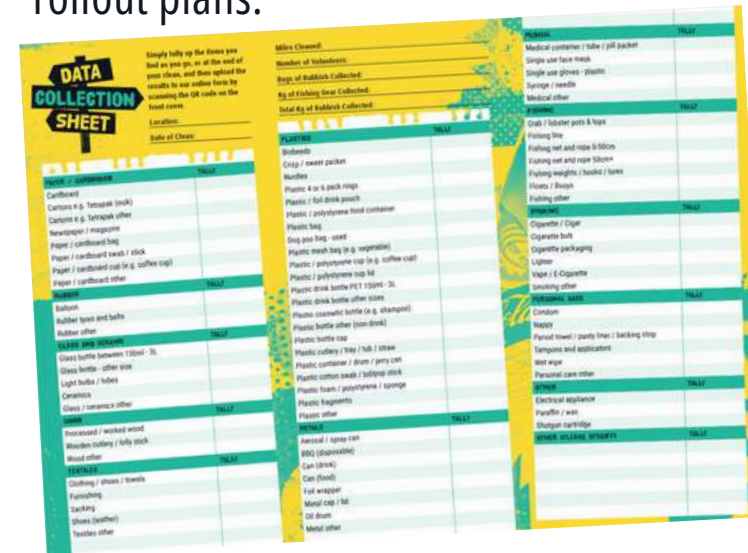 rollout plans.
DATA
COLLECTION
SHEET
Simply tally up the items you
find as you go, or at the end of
your clean, and then upload the
results to our online form by
scanning the QR code on the
front cover.
Location:
Date of Clean:
PAPER / CARDBOARD TALLY
Cardboard
Cartons e.g. Tetrapak (milk)
Cartons e.g. Tetrapak other
Newspaper / magazine
Paper / cardboard bag
Paper / cardboard swab / stick
Paper / cardboard cup (e.g. coffee cup)
Paper / cardboard other
RUBBER TALLY
Balloon
Rubber tyres and belts
Rubber other
GLASS AND CERAMIC TALLY
Glass bottle between 150ml - 3L
Glass bottle - other size
Light bulbs / tubes
Ceramics
Glass / ceramics other
WOOD TALLY
Processed / worked wood
Wooden cutlery / lolly stick
Wood other
TEXTILES TALLY
Clothing / shoes / towels
Furnishing
Sacking
Shoes (leather)
Textiles other
Miles Cleaned:
Number of Volunteers:
Bags of Rubbish Collected:
Kg of Fishing Gear Collected:
Total Kg of Rubbish Collected:
PLASTICS TALLY
Biobeads
Crisp / sweet packet
Nurdles
Plastic 4 or 6 pack rings
Plastic / foil drink pouch
Plastic / polystyrene food container
Plastic bag
Dog poo bag - used
Plastic mesh bag (e.g. vegetable)
Plastic / polystyrene cup (e.g. coffee cup)
Plastic / polystyrene cup lid
Plastic drink bottle PET 150ml - 3L
Plastic drink bottle other sizes
Plastic cosmetic bottle (e.g. shampoo)
Plastic bottle other (non-drink)
Plastic bottle cap
Plastic cutlery / tray / tub / straw
Plastic container / drum / jerry can
Plastic cotton swab / lollipop stick
Plastic foam / polystyrene / sponge
Plastic fragments
Plastic other
METALS TALLY
Aerosol / spray can
BBQ (disposable)
Can (drink)
Can (food)
Foil wrapper
Metal cap / lid
Oil drum
Metal other
MEDICAL TALLY
Medical container / tube / pill packet
Single use face mask
Single use gloves - plastic
Syringe / needle
Medical other
FISHING TALLY
Crab / lobster pots & tops
Fishing line
Fishing net and rope 0-50cm
Fishing net and rope 50cm+
Fishing weights / hooks / lures
Floats / Buoys
Fishing other
SMOKING TALLY
Cigarette / Cigar
Cigarette butt
Cigarette packaging
Lighter
Vape / E-Cigarette
Smoking other
PERSONAL CARE TALLY
Condom
Nappy
Period towel / panty liner / backing strip
Tampons and applicators
Wet wipe
Personal care other
OTHER TALLY
Electrical appliance
Paraffin / wax
Shotgun cartridge
OTHER TALLY